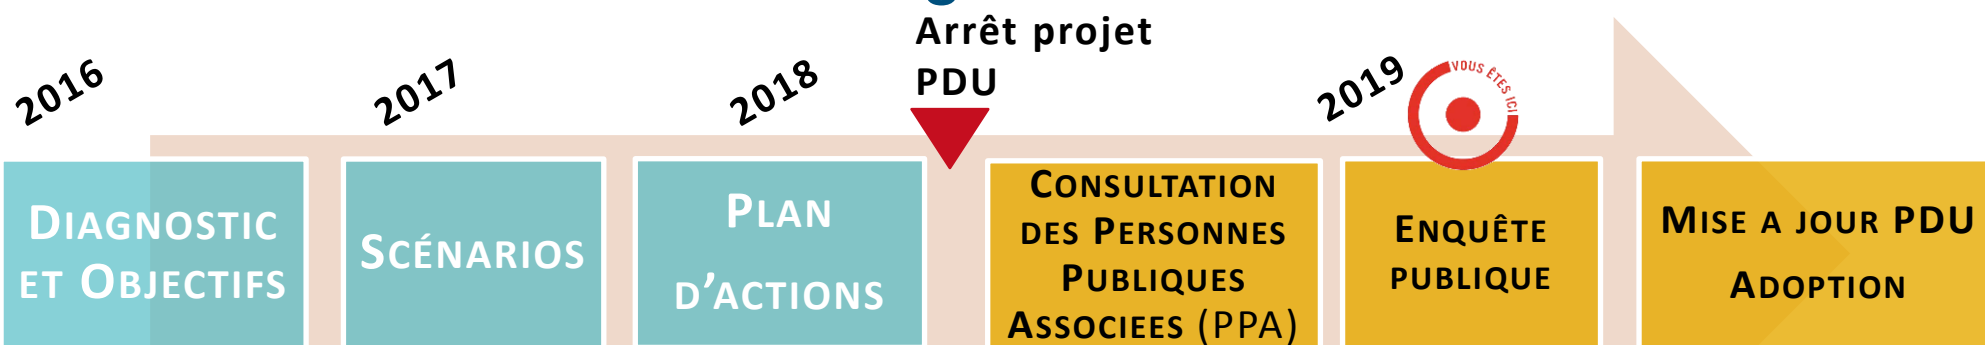 2016
2017
2018
Arrêt projet
PDU
2019
VOUS ÊTES ICI
DIAGNOSTIC
ET OBJECTIFS
SCÉNARIOS
PLAN
D'ACTIONS
CONSULTATION
DES PERSONNES
PUBLIQUES
ASSOCIEES (PPA)
ENQUÊTE
PUBLIQUE
MISE A JOUR PDU
ADOPTION